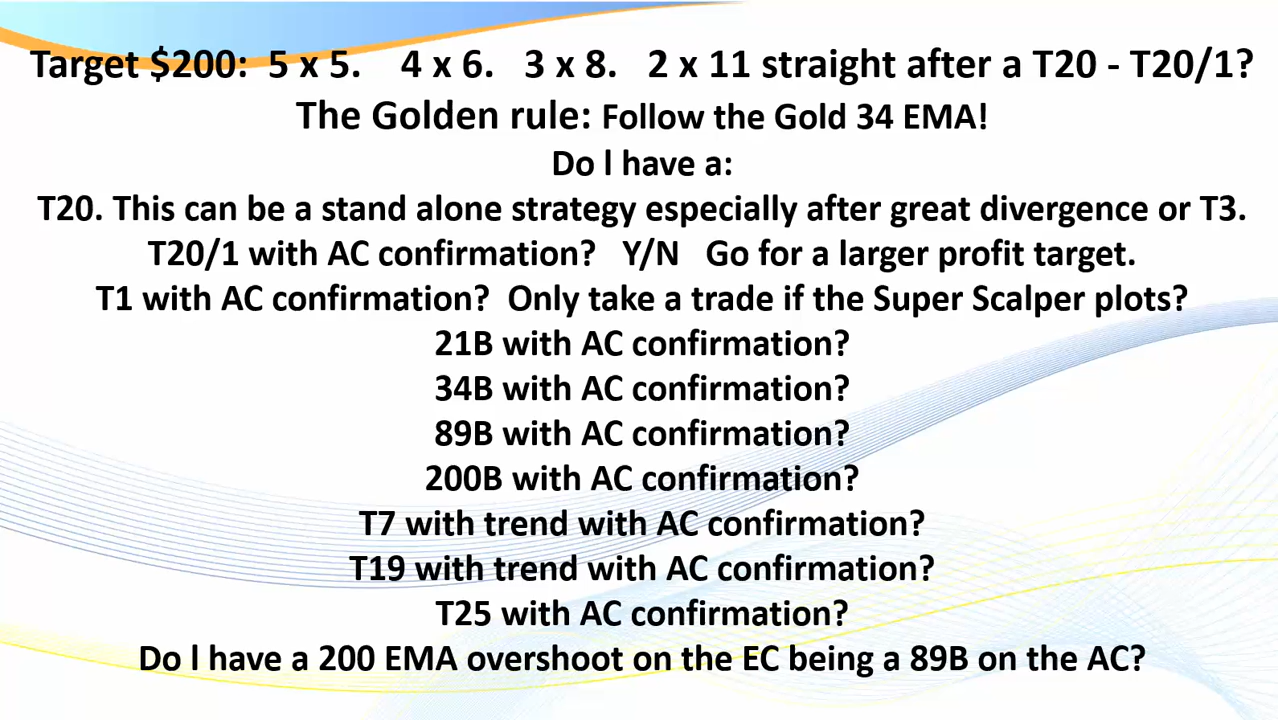 Target $200:  5 x 5.    4 x 6.   3 x 8.   2 x 11 straight after a T20 - T20/1?
The Golden rule: Follow the Gold 34 EMA!
Do l have a:
T20. This can be a stand alone strategy especially after great divergence or T3.
T20/1 with AC confirmation?   Y/N   Go for a larger profit target.
T1 with AC confirmation?  Only take a trade if the Super Scalper plots?
21B with AC confirmation?
34B with AC confirmation?
89B with AC confirmation?
200B with AC confirmation?
T7 with trend with AC confirmation?
T19 with trend with AC confirmation?
T25 with AC confirmation?
Do l have a 200 EMA overshoot on the EC being a 89B on the AC?